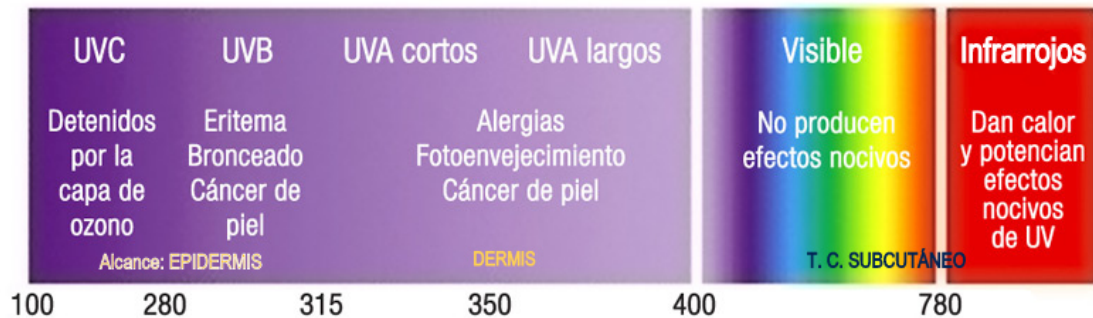 UVC
Detenidos
por la
capa de
ozono
UVB
Eritema
Bronceado
Cáncer de
piel
Alcance: EPIDERMIS
UVA cortos
UVA largos
Alergias
Fotoenvejecimiento
Cáncer de piel
DERMIS
Visible
No producen
efectos nocivos
T. C. SUBCUTÁNEO
Infrarrojos
Dan calor
y potencian
efectos
nocivos
de UV
100 280 315 350 400 780